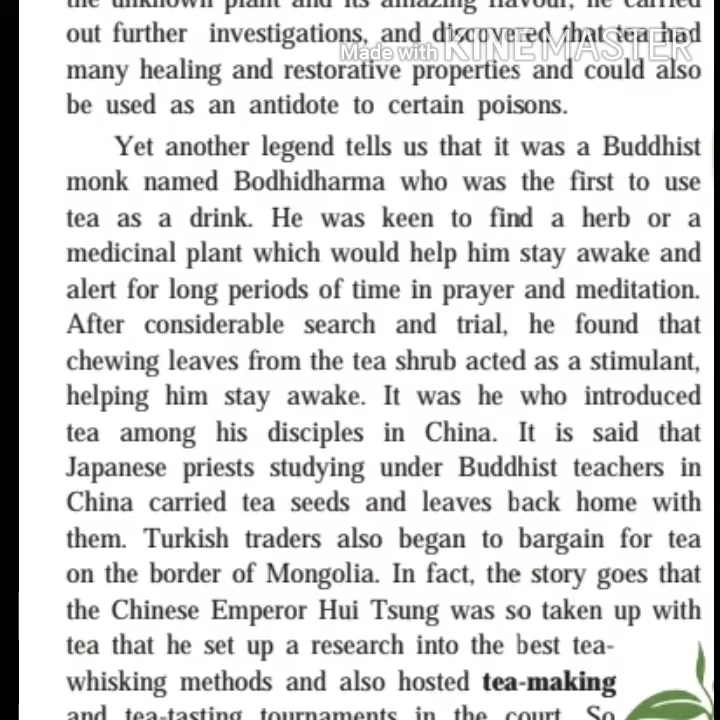 the unknown plant and its amazing flavour, he carried
out further investigations, and discovered that tea had
Made with KINEMASTER
many healing and restorative properties and could also
be used as an antidote to certain poisons.
Yet another legend tells us that it was a Buddhist
monk named Bodhidharma who was the first to use
tea as a drink. He was keen to find a herb or a
medicinal plant which would help him stay awake and
alert for long periods of time in prayer and meditation.
After considerable search and trial, he found that
chewing leaves from the tea shrub acted as a stimulant,
helping him stay awake. It was he who introduced
tea among his disciples in China. It is said that
Japanese priests studying under Buddhist teachers in
China carried tea seeds and leaves back home with
them. Turkish traders also began to bargain for tea
on the border of Mongolia. In fact, the story goes that
the Chinese Emperor Hui Tsung was so taken up with
tea that he set up a research into the best tea-
whisking methods and also hosted tea-making
and tea-tasting tournaments in the court. So